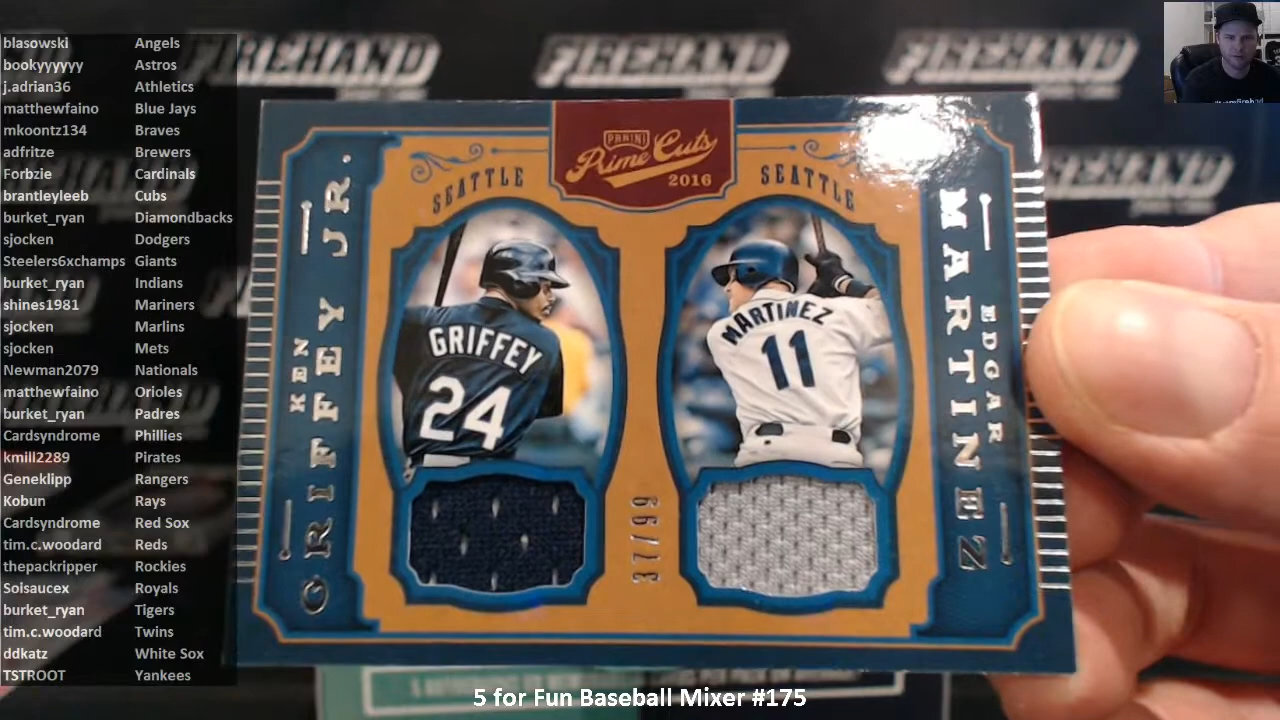 blasowski Angels
bookyyyyyy Astros
j.adrian36 Athletics
matthewfaino Blue Jays
mkoontz134 Braves
adfritze Brewers
Forbzie Cardinals
brantleyleeb Cubs
burket_ryan Diamondbacks
sjocken Dodgers
Steelers6xchamps Giants
burket_ryan Indians
shines1981 Mariners
sjocken Marlins
sjocken Mets
Newman2079 Nationals
matthewfaino Orioles
burket_ryan Padres
Cardsyndrome Phillies
kmill2289 Pirates
Geneklipp Rangers
Kobun Rays
Cardsyndrome Red Sox
tim.c.woodard Reds
thepackripper Rockies
Soisaucex Royals
burket_ryan Tigers
tim.c.woodard Twins
ddkatz White Sox
TSTROOT Yankees
FIREHAND
FIREHAND
FIREHAND
PANINI
Prime Cuts
2016
SEATTLE
SEATTLE
KEN
GRIFFEY JR.
GRIFFEY
24
MARTINEZ
11
EDGAR
MARTINEZ
37/99
5 for Fun Baseball Mixer #175